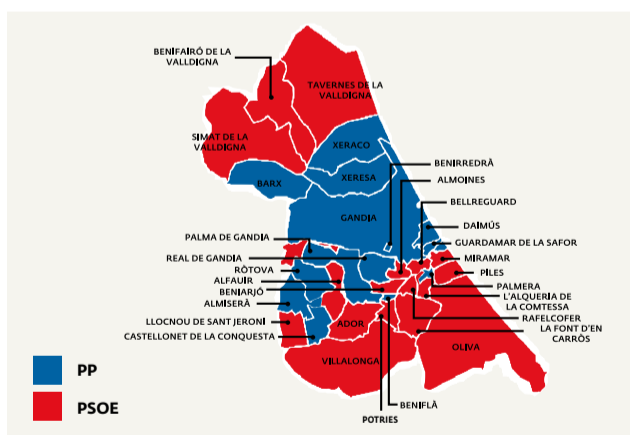 BENIFAIRÓ DE LA
VALLDIGNA
TAVERNES DE LA
VALLDIGNA
SIMAT DE LA
VALLDIGNA
XERACO
BARX
XERESA
GANDIA
BENIRREDRÀ
ALMOINES
BELLREGUARD
DAIMÚS
GUARDAMAR DE LA SAFOR
MIRAMAR
PILES
PALMERA
L'ALQUERIA DE
LA COMTESSA
RAFELCOFER
LA FONT D'EN
CARRÒS
PALMA DE GANDIA
REAL DE GANDIA
RÒTOVA
ALFAUIR
BENIARJÓ
ALMISERÀ
LLOCNOU DE SANT JERONI
CASTELLONET DE LA CONQUESTA
ADOR
VILLALONGA
OLIVA
BENIFLÀ
POTRIES
PP
PSOE